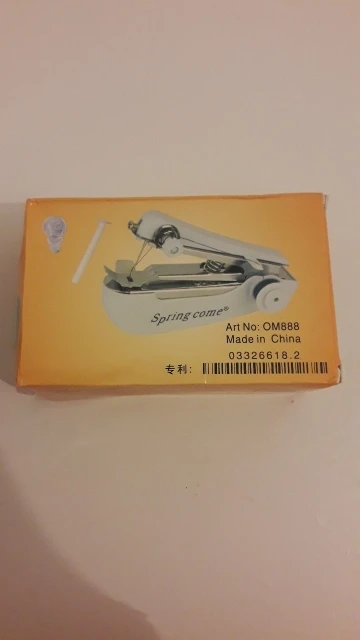 Spring come®
Art No: OM888
Made in China
03326618.2
专利: